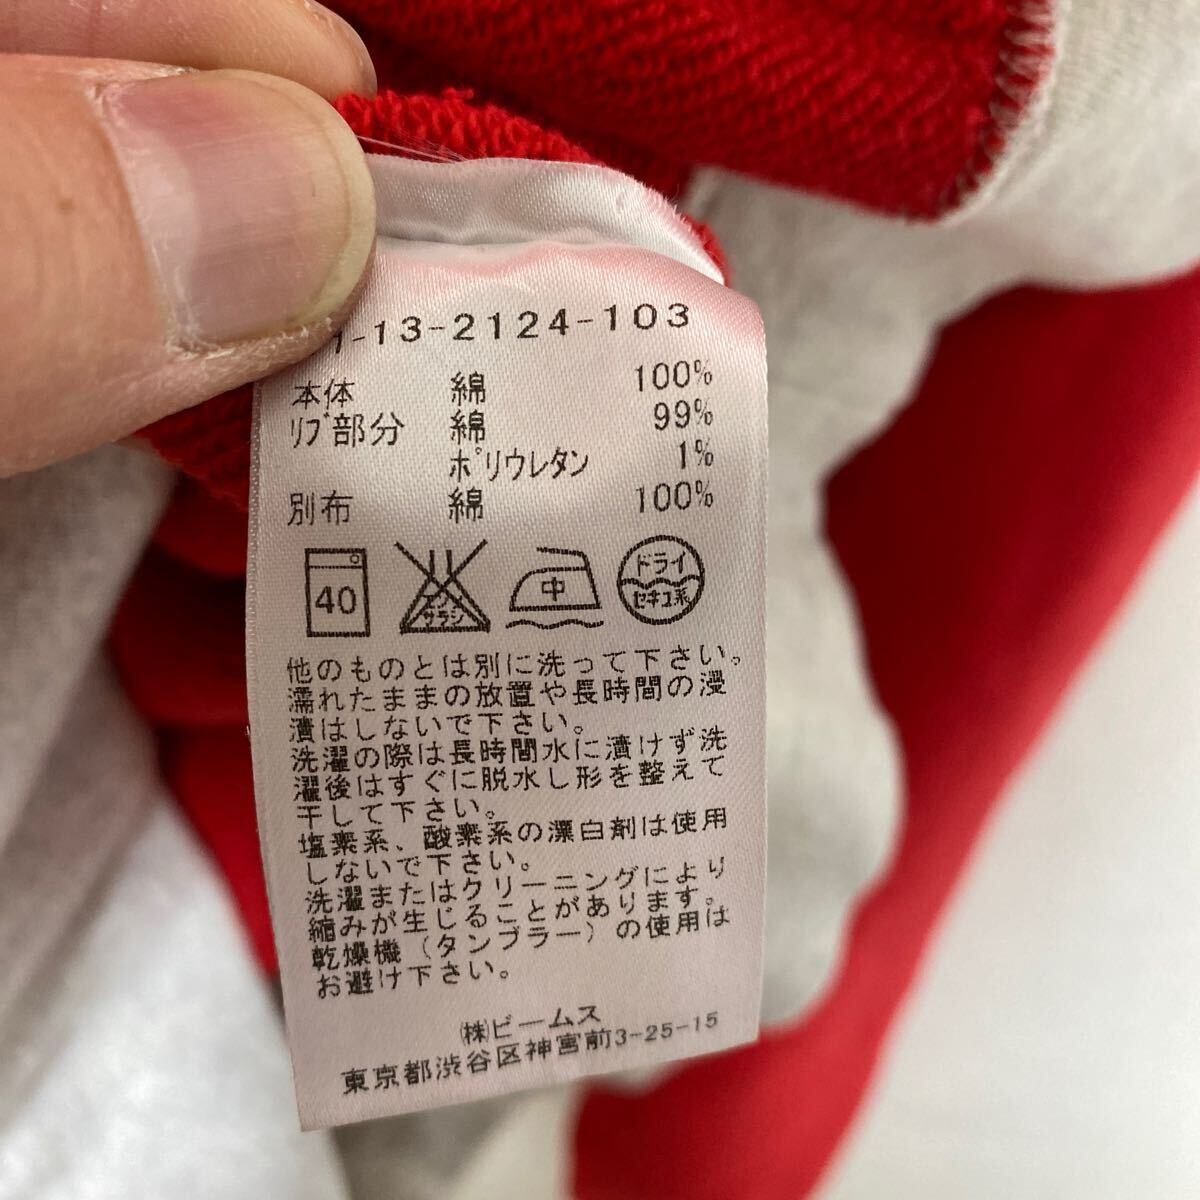 1-13-2124-103
本体 綿 100%
リブ部分 綿 99%
ポリウレタン 1%
別布 綿 100%
40 エンソサラシ 中 ドライ セキユ系
他のものとは別に洗って下さい。
濡れたままの放置や長時間の浸
漬はしないで下さい。
洗濯の際は長時間水に漬けず洗
濯後はすぐに脱水し形を整えて
干して下さい。
塩素系、酸素系の漂白剤は使用
しないで下さい。
洗濯またはクリーニングにより
縮みが生じることがあります。
乾燥機(タンブラー)の使用は
お避け下さい。
㈱ビームス
東京都渋谷区神宮前3-25-15